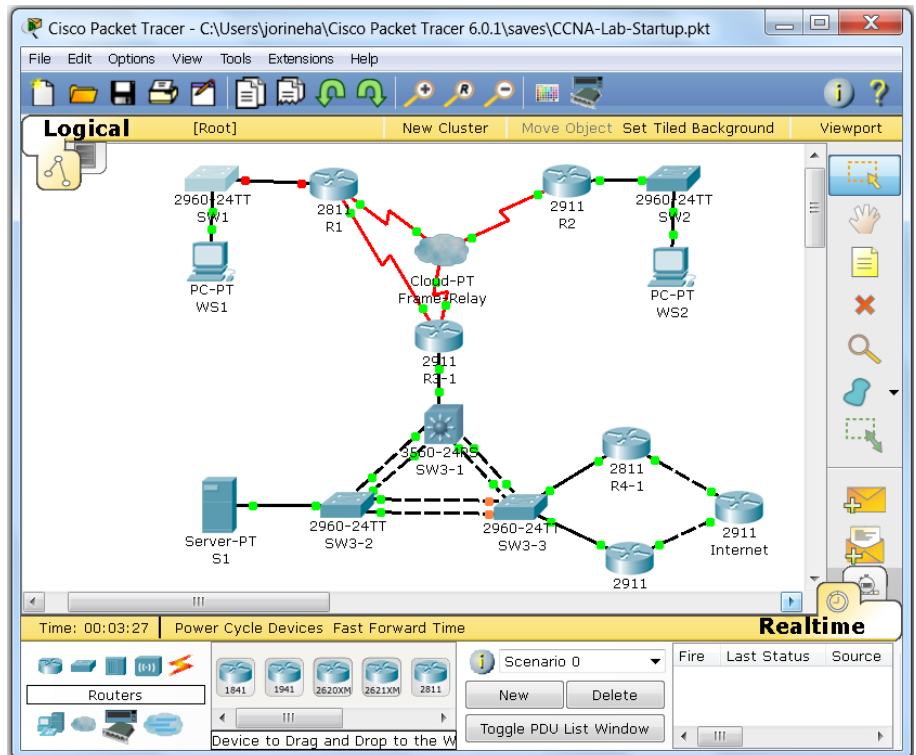 Cisco Packet Tracer - C:\Users\jorineha\Cisco Packet Tracer 6.0.1\saves\CCNA-Lab-Startup.pkt
File Edit Options View Tools Extensions Help
Logical [Root] New Cluster Move Object Set Tiled Background Viewport
2960-24TT
SW1
2811
R1
2911
R2
2960-24TT
SW2
PC-PT
WS1
Cloud-PT
Frame-Relay
PC-PT
WS2
2911
R3-1
3560-24PS
SW3-1
2811
R4-1
Server-PT
S1
2960-24TT
SW3-2
2960-24TT
SW3-3
2911
Internet
2911
Time: 00:03:27 Power Cycle Devices Fast Forward Time Realtime
Routers
1841 1941 2620XM 2621XM 2811
Device to Drag and Drop to the W
Scenario 0
New Delete
Toggle PDU List Window
Fire Last Status Source